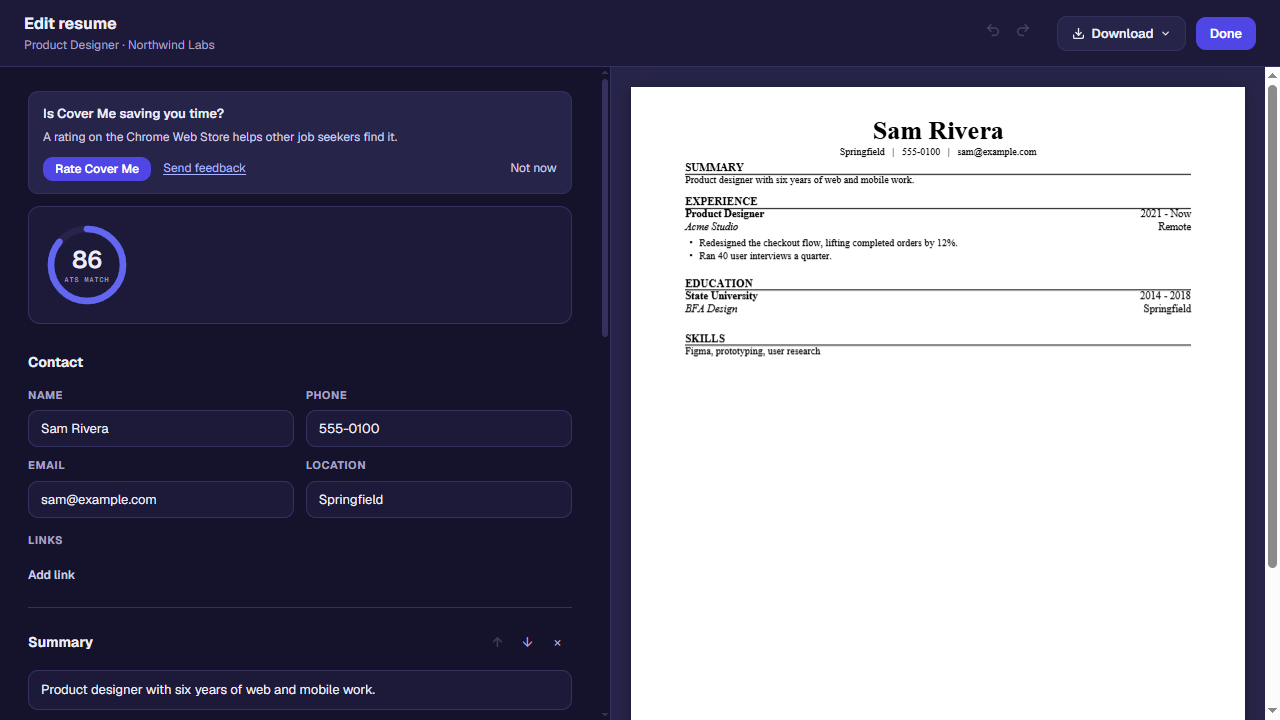 Edit resume
Product Designer · Northwind Labs
Download
Done
Is Cover Me saving you time?
A rating on the Chrome Web Store helps other job seekers find it.
Rate Cover Me
Send feedback
Not now
86
ATS MATCH
Contact
NAME
PHONE
Sam Rivera
555-0100
EMAIL
LOCATION
sam@example.com
Springfield
LINKS
Add link
Summary
Product designer with six years of web and mobile work.
Sam Rivera
Springfield | 555-0100 | sam@example.com
SUMMARY
Product designer with six years of web and mobile work.
EXPERIENCE
Product Designer 2021 - Now
Acme Studio Remote
• Redesigned the checkout flow, lifting completed orders by 12%.
• Ran 40 user interviews a quarter.
EDUCATION
State University 2014 - 2018
BFA Design Springfield
SKILLS
Figma, prototyping, user research